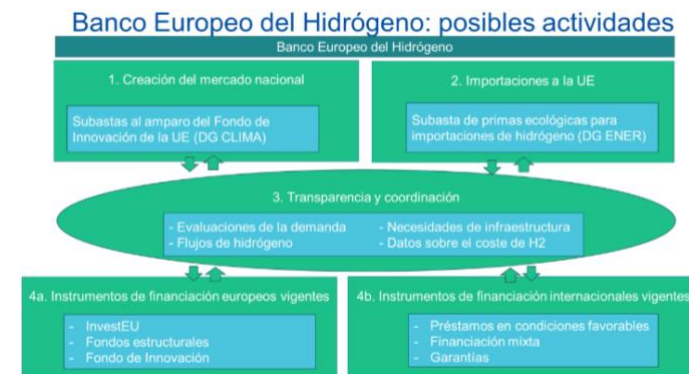 Banco Europeo del Hidrógeno: posibles actividades
Banco Europeo del Hidrógeno
1. Creación del mercado nacional
Subastas al amparo del Fondo de
Innovación de la UE (DG CLIMA)
2. Importaciones a la UE
Subasta de primas ecológicas para
importaciones de hidrógeno (DG ENER)
3. Transparencia y coordinación
- Evaluaciones de la demanda
- Flujos de hidrógeno
- Necesidades de infraestructura
- Datos sobre el coste de H2
4a. Instrumentos de financiación europeos vigentes
- InvestEU
- Fondos estructurales
- Fondo de Innovación
4b. Instrumentos de financiación internacionales vigentes
- Préstamos en condiciones favorables
- Financiación mixta
- Garantías